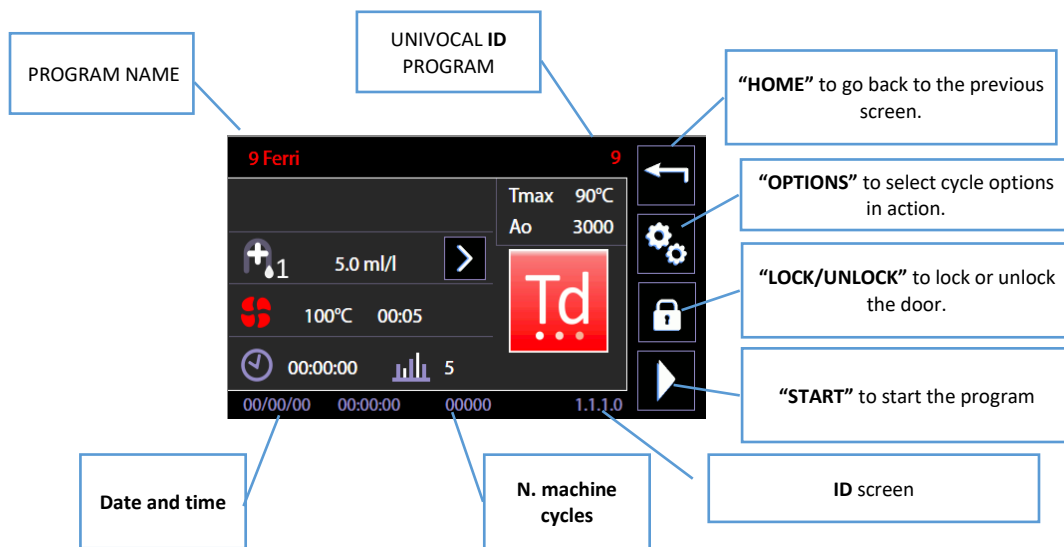 PROGRAM NAME
UNIVOCAL ID
PROGRAM
“HOME” to go back to the previous
screen.
“OPTIONS” to select cycle options
in action.
“LOCK/UNLOCK” to lock or unlock
the door.
“START” to start the program
9 Ferri 9
Tmax 90°C
Ao 3000
1 5.0 ml/l
Td
100°C 00:05
00:00:00 5
00/00/00 00:00:00 00000 1.1.1.0
Date and time
N. machine
cycles
ID screen